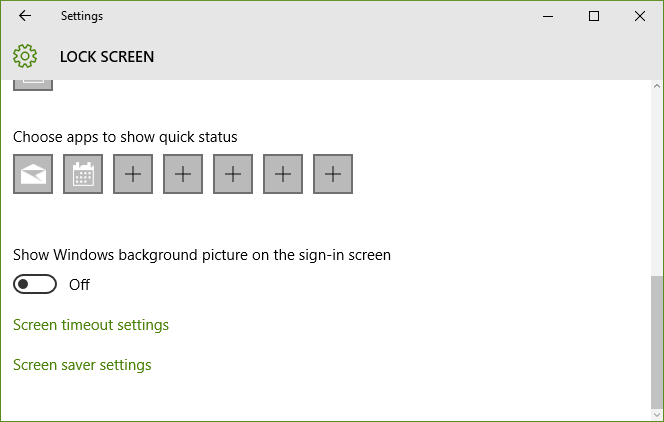 Settings
LOCK SCREEN
Choose apps to show quick status
Show Windows background picture on the sign-in screen
Off
Screen timeout settings
Screen saver settings